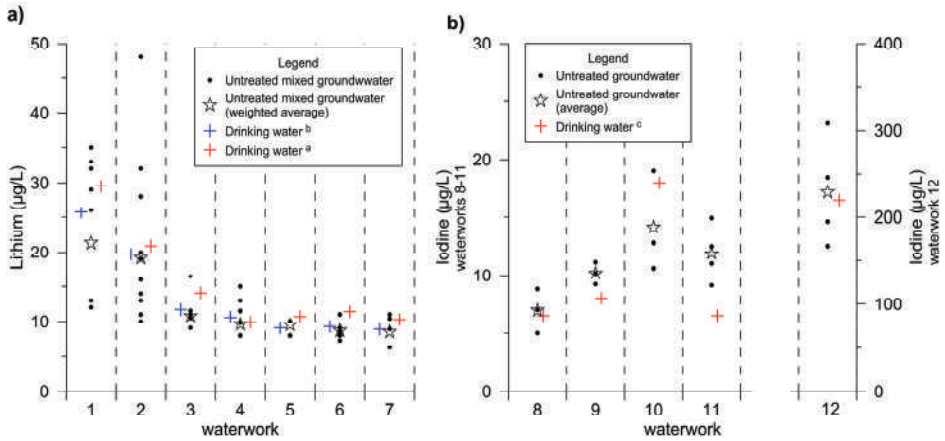 a)
50
40
30
20
10
0
Lithium (µg/L)
Legend
Untreated mixed groundwwater
Untreated mixed groundwater
(weighted average)
Drinking water b
Drinking water a
1 2 3 4 5 6 7
waterwork
b)
30
20
10
0
Iodine (µg/L)
waterworks 8-11
Legend
Untreated groundwater
Untreated groundwater
(average)
Drinking water c
8 9 10 11 12
waterwork
400
300
200
100
0
Iodine (µg/L)
waterwork 12